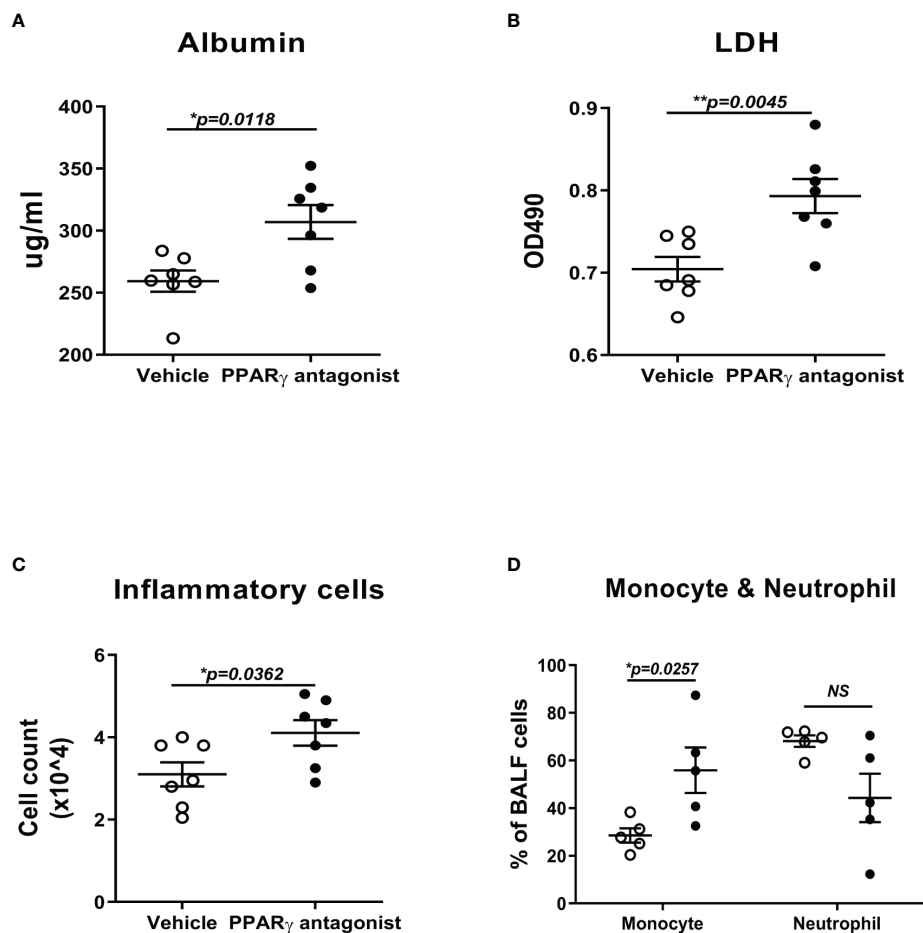 A
Albumin
400
350
300
250
200
ug/ml
*p=0.0118
Vehicle PPARγ antagonist
B
LDH
0.9
0.8
0.7
0.6
OD490
**p=0.0045
Vehicle PPARγ antagonist
C
Inflammatory cells
6
4
2
0
Cell count
(x10^4)
*p=0.0362
Vehicle PPARγ antagonist
D
Monocyte & Neutrophil
100
80
60
40
20
0
% of BALF cells
*p=0.0257
NS
Monocyte Neutrophil